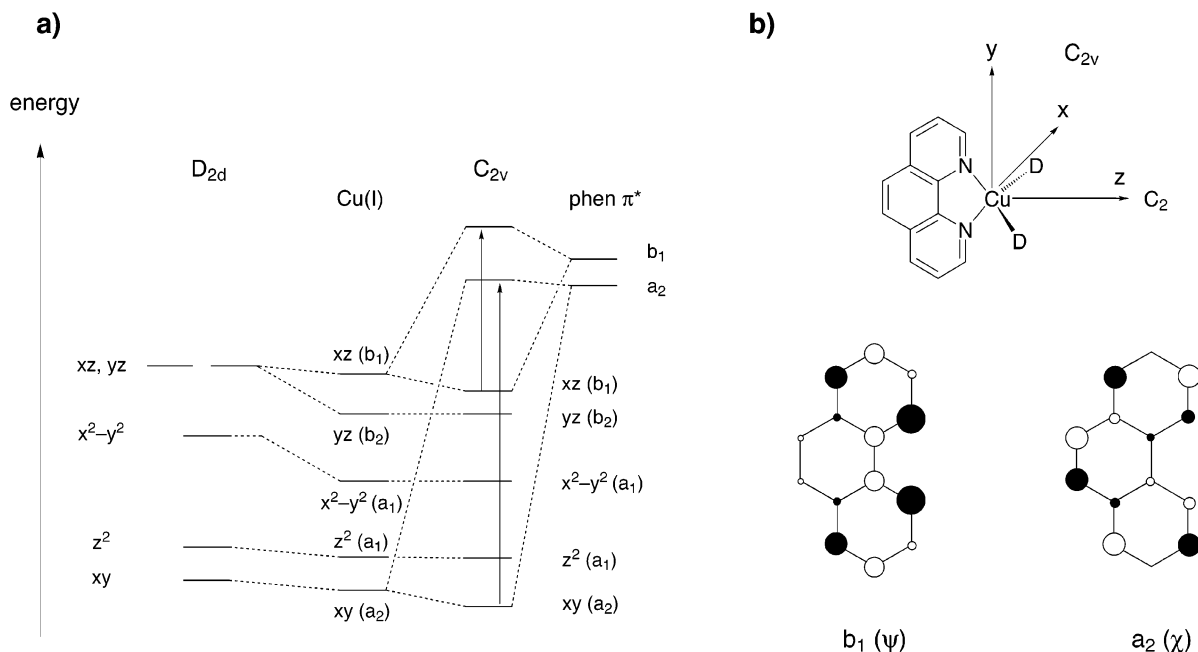 a)
energy
D₂d
Cu(I)
C₂v
phen π*
b₁
a₂
xz, yz
xz (b₁)
xz (b₁)
yz (b₂)
yz (b₂)
x²–y²
x²–y² (a₁)
x²–y² (a₁)
z²
z² (a₁)
z² (a₁)
xy
xy (a₂)
xy (a₂)
b)
y
C₂v
x
N
D
Cu
z
C₂
N
D
b₁ (ψ)
a₂ (χ)